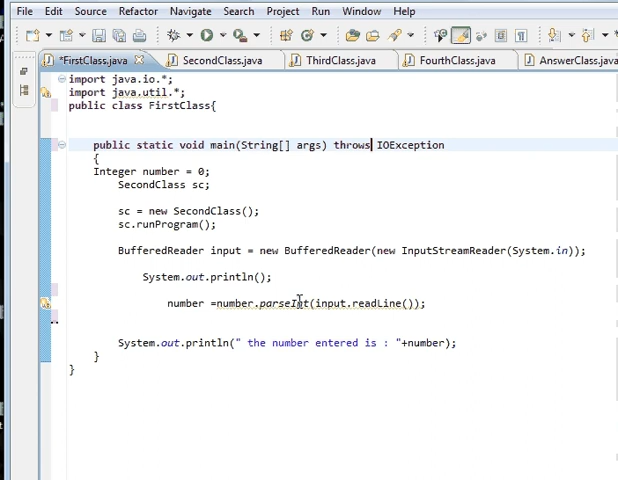 File Edit Source Refactor Navigate Search Project Run Window Help
*FirstClass.java SecondClass.java ThirdClass.java FourthClass.java AnswerClass.java
import java.io.*;
import java.util.*;
public class FirstClass{
public static void main(String[] args) throws IOException
{
Integer number = 0;
SecondClass sc;
sc = new SecondClass();
sc.runProgram();
BufferedReader input = new BufferedReader(new InputStreamReader(System.in));
System.out.println();
number =number.parseInt(input.readLine());
System.out.println(" the number entered is : "+number);
}
}